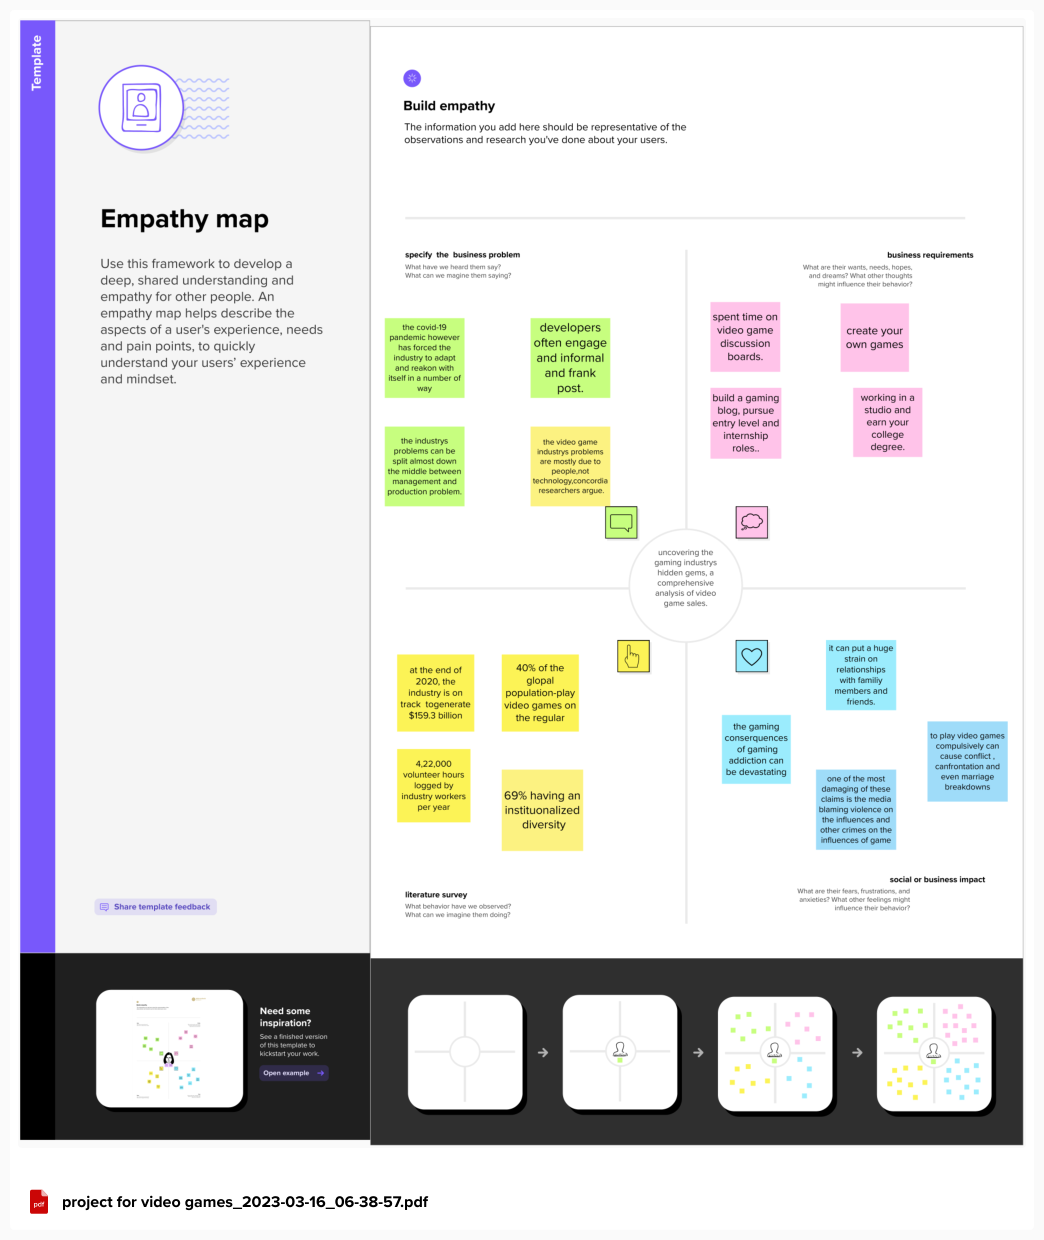 Template
Empathy map
Use this framework to develop a
deep, shared understanding and
empathy for other people. An
empathy map helps describe the
aspects of a user's experience, needs
and pain points, to quickly
understand your users' experience
and mindset.
Share template feedback
Build empathy
The information you add here should be representative of the
observations and research you've done about your users.
specify the business problem
What have we heard them say?
What can we magine them saying?
business requirements
What are their wants, needs, hopes,
and dreams? What other thoughts
might influence their behavior?
the covid-19
pandemic however
has forced the
industry to adapt
and reakon with
itself in a number of
way
developers
often engage
and informal
and frank
post.
the industrys
problems can be
split almost down
the middle between
management and
production problem.
the video game
industrys problems
are mostly due to
people,not
technology,concordia
researchers argue.
spent time on
video game
discussion
boards.
create your
own games
build a gaming
blog, pursue
entry level and
internship
roles..
working in a
studio and
earn your
college
degree.
uncovering the
gaming industrys
hidden gems, a
comprehensive
analysis of video
game sales.
at the end of
2020, the
industry is on
track togenerate
$159.3 billion
40% of the
glopal
population-play
video games on
the regular
4,22,000
volunteer hours
logged by
industry workers
per year
69% having an
instituonalized
diversity
it can put a huge
strain on
relationships
with familiy
members and
friends.
the gaming
conserquences
of gaming
addiction can
be devastating
to play video games
compulsively can
cause conflict ,
canfrontation and
even marriage
breakdowns
one of the most
damaging of these
claims is the media
blaming violence on
the influences and
other crimes on the
influences of game
literature survey
What behavior have we observed?
What can we imagine them doing?
social or business impact
What are their fears, frustrations, and
anxieties? What other feelings might
influence their behavior?
Need some
inspiration?
See a finished version
of this template to
kickstart your work.
Open example
pdf
project for video games_2023-03-16_06-38-57.pdf